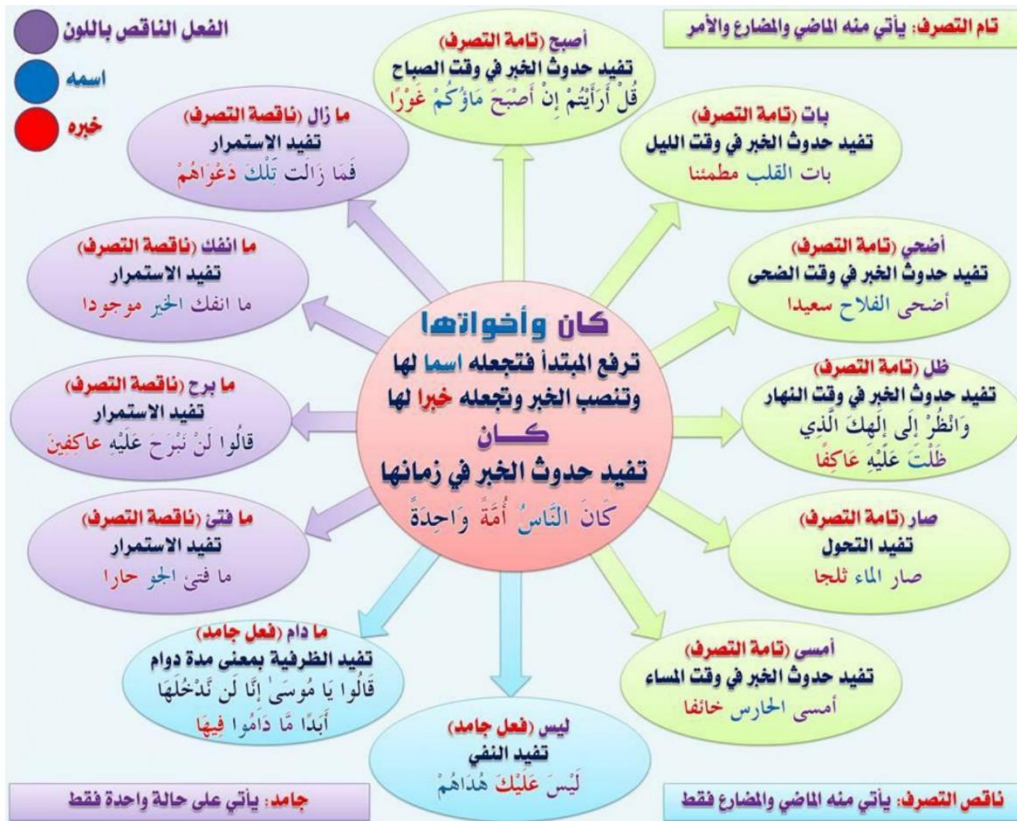 تام التصرف: يأتي منه الماضي والمضارع والأمر
الفعل الناقص باللون
اسمه
خبره
كان وأخواتها
ترفع المبتدأ فتجعله اسما لها
وتنصب الخبر وتجعله خبرا لها
كـــان
تفيد حدوث الخبر في زمانها
كَانَ النَّاسُ أُمَّةً وَاحِدَةً
أصبح (تامة التصرف)
تفيد حدوث الخبر في وقت الصباح
قُلْ أَرَأَيْتُمْ إِنْ أَصْبَحَ مَاؤُكُمْ غَوْرًا
بات (تامة التصرف)
تفيد حدوث الخبر في وقت الليل
بات القلب مطمئنا
أضحي (تامة التصرف)
تفيد حدوث الخبر في وقت الضحى
أضحى الفلاح سعيدا
ظل (تامة التصرف)
تفيد حدوث الخبر في وقت النهار
وَانْظُرْ إِلَى إِلَهِكَ الَّذِي
ظَلْتَ عَلَيْهِ عَاكِفًا
صار (تامة التصرف)
تفيد التحول
صار الماء ثلجا
أمسى (تامة التصرف)
تفيد حدوث الخبر في وقت المساء
أمسى الحارس خائفا
ليس (فعل جامد)
تفيد النفي
لَيْسَ عَلَيْكَ هُدَاهُمْ
ما دام (فعل جامد)
تفيد الظرفية بمعنى مدة دوام
قَالُوا يَا مُوسَىٰ إِنَّا لَن نَّدْخُلَهَا
أَبَدًا مَّا دَامُوا فِيهَا
ما فتئ (ناقصة التصرف)
تفيد الاستمرار
ما فتئ الجو حارا
ما برح (ناقصة التصرف)
تفيد الاستمرار
قَالُوا لَنْ نَبْرَحَ عَلَيْهِ عَاكِفِينَ
ما انفك (ناقصة التصرف)
تفيد الاستمرار
ما انفك الخير موجودا
ما زال (ناقصة التصرف)
تفيد الاستمرار
فَمَا زَالَت تِّلْكَ دَعْوَاهُمْ
ناقص التصرف: يأتي منه الماضي والمضارع فقط
جامد: يأتي على حالة واحدة فقط